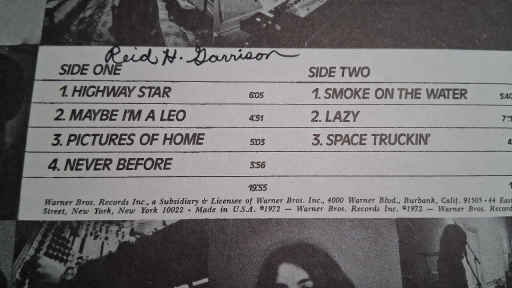 Reid H. Garrison
SIDE ONE
1. HIGHWAY STAR 6:05
2. MAYBE I'M A LEO 4:51
3. PICTURES OF HOME 5:03
4. NEVER BEFORE 3:56
19:55
SIDE TWO
1. SMOKE ON THE WATER 5:40
2. LAZY
3. SPACE TRUCKIN'
Warner Bros. Records Inc., a Subsidiary & Licensee of Warner Bros. Inc., 4000 Warner Blvd., Burbank, Calif. 91505 • 44 East
Street, New York, New York 10022 • Made in U.S.A. ©1972 — Warner Bros. Records Inc. ℗1972 — Warner Bros. Record